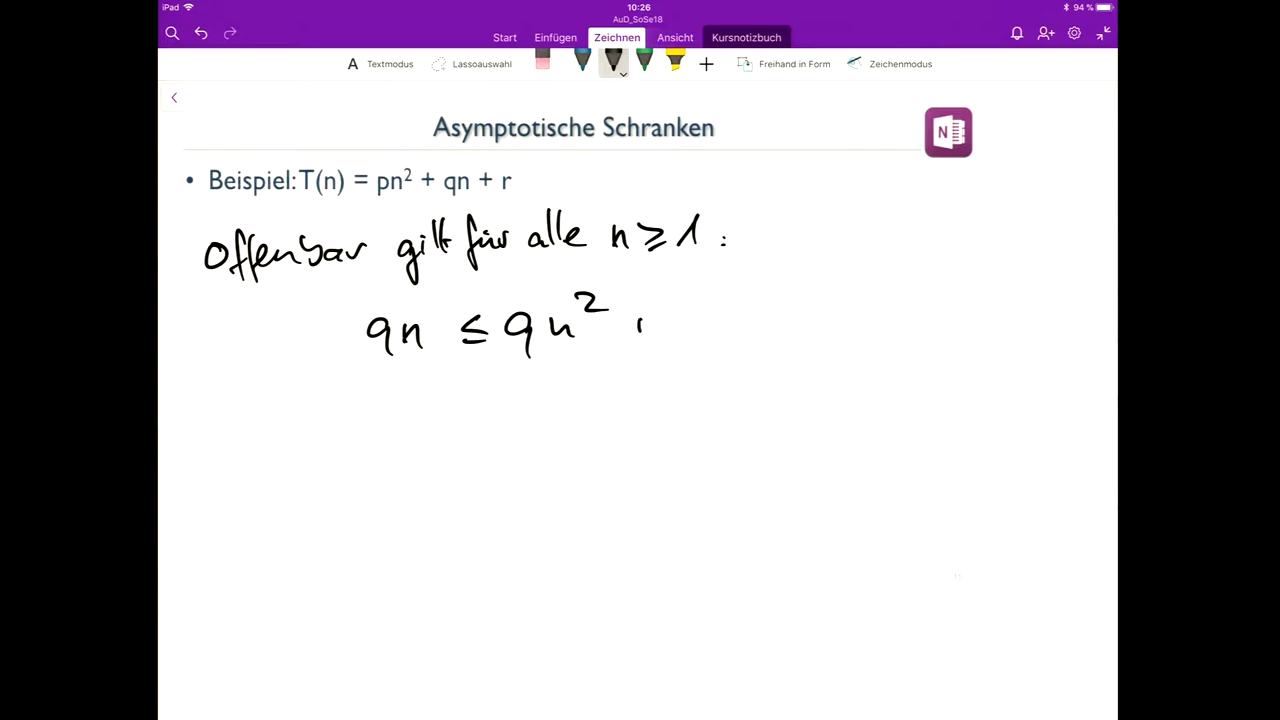 iPad 10:26 94 %
AuD_SoSe18
Start Einfügen Zeichnen Ansicht Kursnotizbuch
A Textmodus Lassoauswahl Freihand in Form Zeichenmodus
Asymptotische Schranken
N
• Beispiel: T(n) = pn² + qn + r
Offenbar gilt für alle n ≥ 1 :
qn ≤ qn²